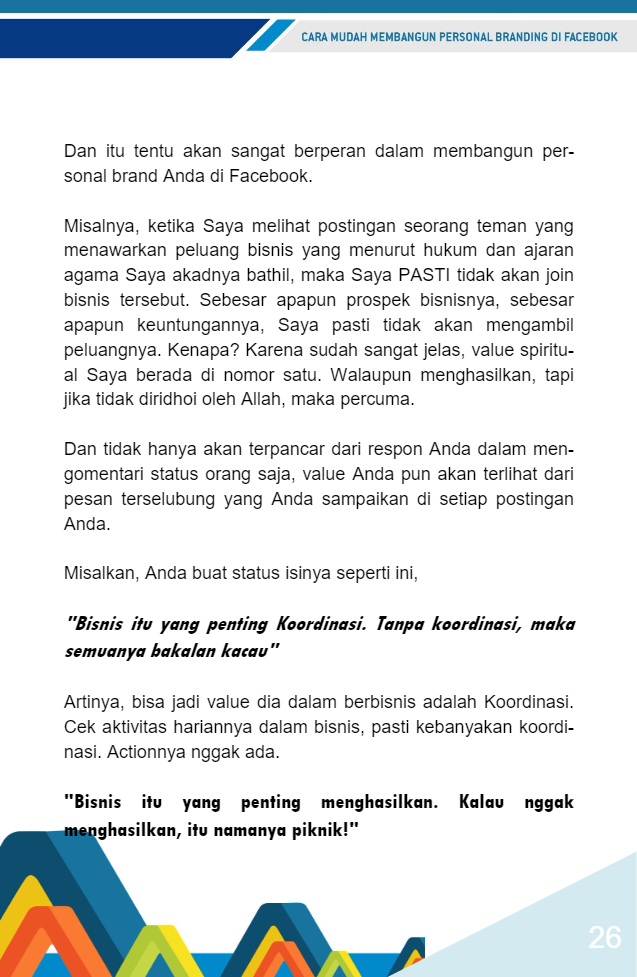 CARA MUDAH MEMBANGUN PERSONAL BRANDING DI FACEBOOK
Dan itu tentu akan sangat berperan dalam membangun per-
sonal brand Anda di Facebook.
Misalnya, ketika Saya melihat postingan seorang teman yang
menawarkan peluang bisnis yang menurut hukum dan ajaran
agama Saya akadnya bathil, maka Saya PASTI tidak akan join
bisnis tersebut. Sebesar apapun prospek bisnisnya, sebesar
apapun keuntungannya, Saya pasti tidak akan mengambil
peluangnya. Kenapa? Karena sudah sangat jelas, value spiritu-
al Saya berada di nomor satu. Walaupun menghasilkan, tapi
jika tidak diridhoi oleh Allah, maka percuma.
Dan tidak hanya akan terpancar dari respon Anda dalam men-
gomentari status orang saja, value Anda pun akan terlihat dari
pesan terselubung yang Anda sampaikan di setiap postingan
Anda.
Misalkan, Anda buat status isinya seperti ini,
"Bisnis itu yang penting Koordinasi. Tanpa koordinasi, maka
semuanya bakalan kacau"
Artinya, bisa jadi value dia dalam berbisnis adalah Koordinasi.
Cek aktivitas hariannya dalam bisnis, pasti kebanyakan koordi-
nasi. Actionnya nggak ada.
"Bisnis itu yang penting menghasilkan. Kalau nggak
menghasilkan, itu namanya piknik!"
26